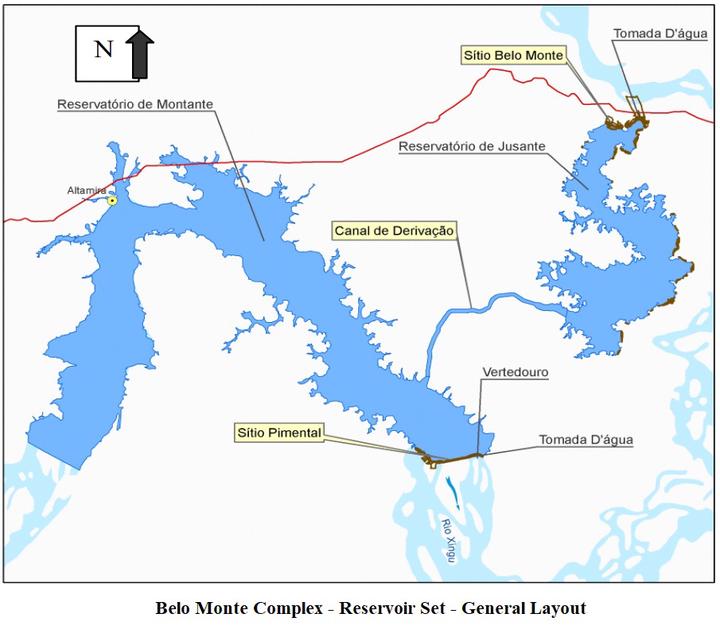 Tomada D'água
Sítio Belo Monte
N
Reservatório de Montante
Reservatório de Jusante
Altamira
Canal de Derivação
Vertedouro
Sítio Pimental
Tomada D'água
Rio Xingu
Belo Monte Complex - Reservoir Set - General Layout